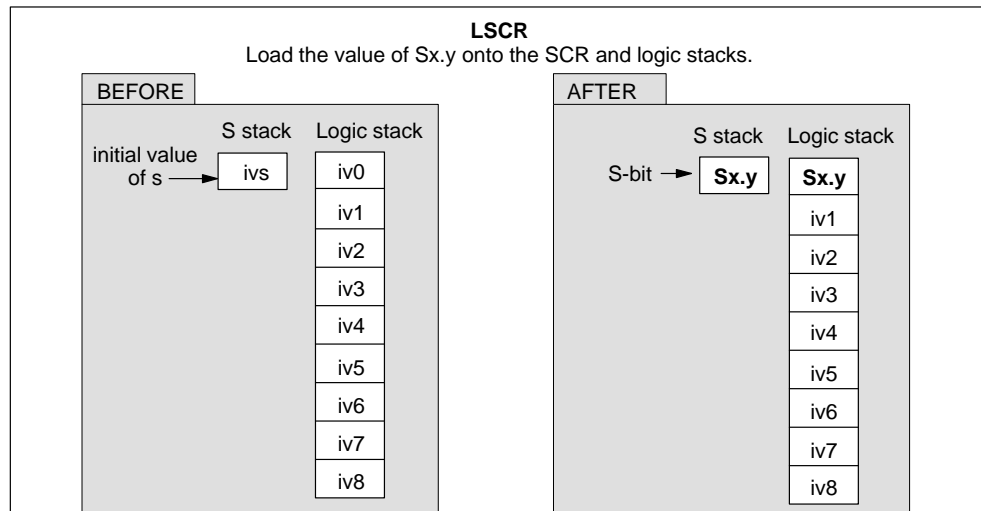 LSCR
Load the value of Sx.y onto the SCR and logic stacks.
BEFORE
S stack Logic stack
initial value
of s
ivs
iv0
iv1
iv2
iv3
iv4
iv5
iv6
iv7
iv8
AFTER
S stack Logic stack
S-bit
Sx.y
Sx.y
iv1
iv2
iv3
iv4
iv5
iv6
iv7
iv8